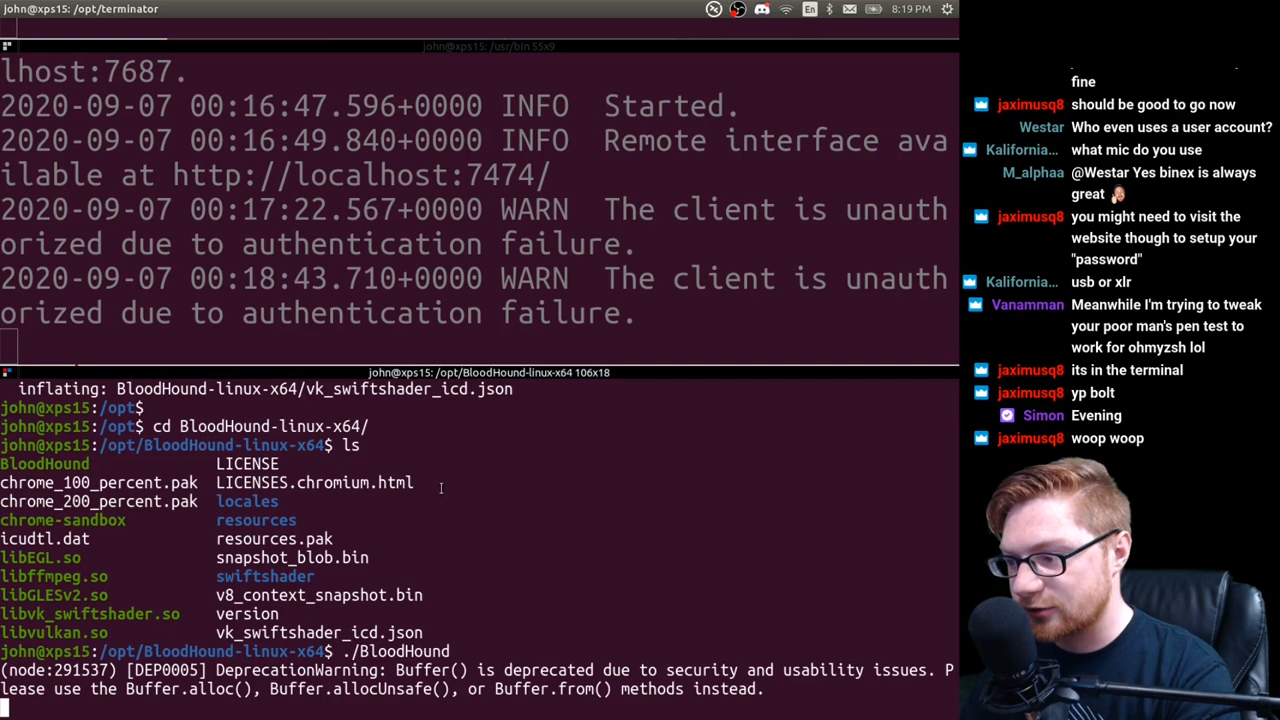 john@xps15: /opt/terminator
En
8:19 PM
john@xps15: /usr/bin 55x9
lhost:7687.
2020-09-07 00:16:47.596+0000 INFO  Started.
2020-09-07 00:16:49.840+0000 INFO  Remote interface ava
ilable at http://localhost:7474/
2020-09-07 00:17:22.567+0000 WARN  The client is unauth
orized due to authentication failure.
2020-09-07 00:18:43.710+0000 WARN  The client is unauth
orized due to authentication failure.
john@xps15: /opt/BloodHound-linux-x64 106x18
inflating: BloodHound-linux-x64/vk_swiftshader_icd.json
john@xps15:/opt$
john@xps15:/opt$ cd BloodHound-linux-x64/
john@xps15:/opt/BloodHound-linux-x64$ ls
BloodHound LICENSE
chrome_100_percent.pak LICENSES.chromium.html
chrome_200_percent.pak locales
chrome-sandbox resources
icudtl.dat resources.pak
libEGL.so snapshot_blob.bin
libffmpeg.so swiftshader
libGLESv2.so v8_context_snapshot.bin
libvk_swiftshader.so version
libvulkan.so vk_swiftshader_icd.json
john@xps15:/opt/BloodHound-linux-x64$ ./BloodHound
(node:291537) [DEP0005] DeprecationWarning: Buffer() is deprecated due to security and usability issues. P
lease use the Buffer.alloc(), Buffer.allocUnsafe(), or Buffer.from() methods instead.
fine
jaximusq8 should be good to go now
Westar Who even uses a user account?
Kalifornia... what mic do you use
M_alphaa @Westar Yes binex is always
great
jaximusq8 you might need to visit the
website though to setup your
"password"
Kalifornia... usb or xlr
Vanamman Meanwhile I'm trying to tweak
your poor man's pen test to
work for ohmyzsh lol
jaximusq8 its in the terminal
jaximusq8 yp bolt
Simon Evening
jaximusq8 woop woop